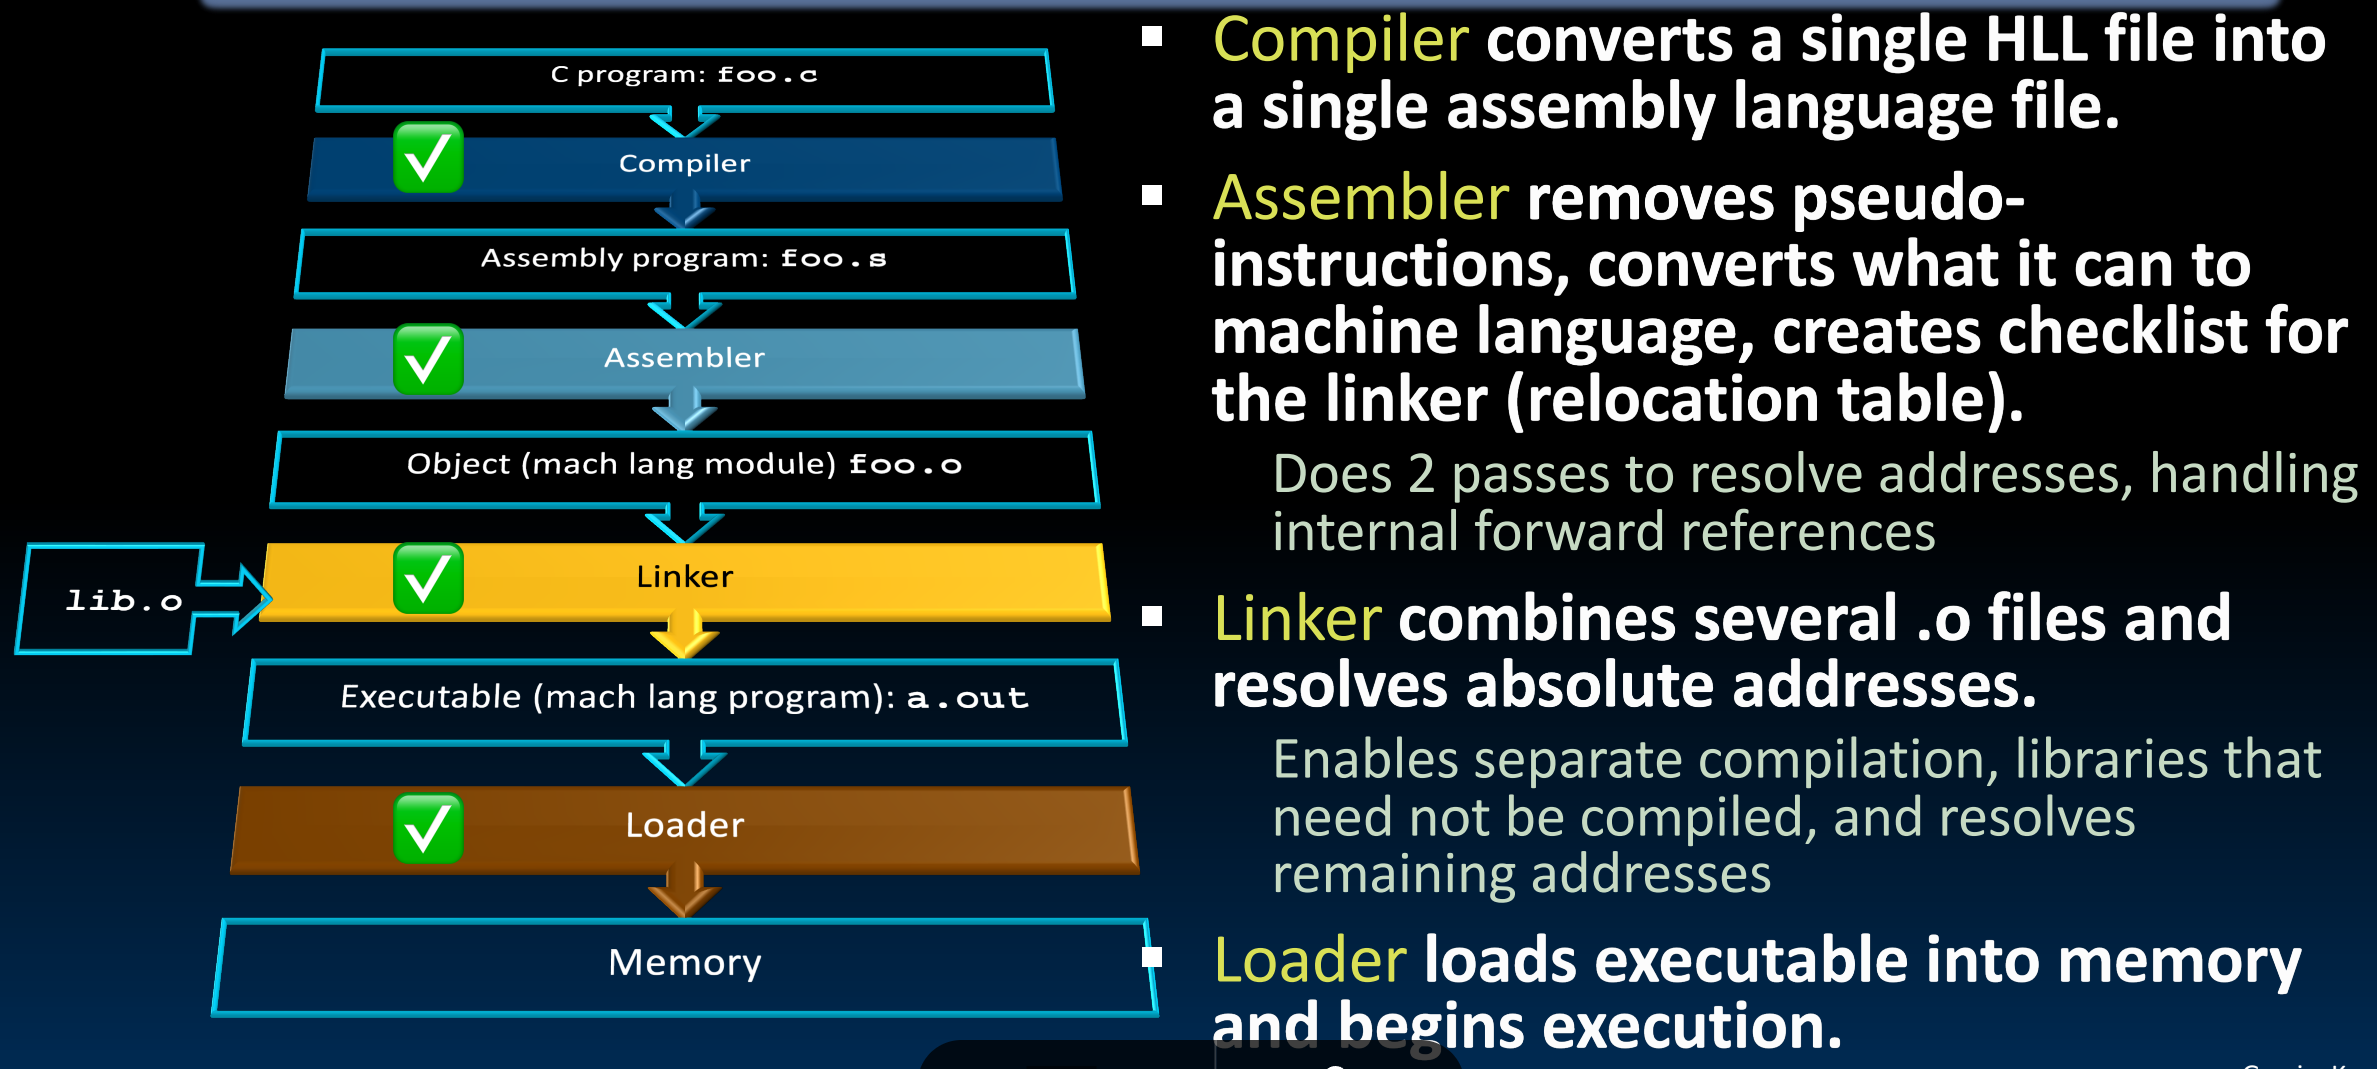 C program: foo.c
Compiler
Assembly program: foo.s
Assembler
Object (mach lang module) foo.o
lib.o
Linker
Executable (mach lang program): a.out
Loader
Memory
Compiler converts a single HLL file into
a single assembly language file.
Assembler removes pseudo-
instructions, converts what it can to
machine language, creates checklist for
the linker (relocation table).
Does 2 passes to resolve addresses, handling
internal forward references
Linker combines several .o files and
resolves absolute addresses.
Enables separate compilation, libraries that
need not be compiled, and resolves
remaining addresses
Loader loads executable into memory
and begins execution.